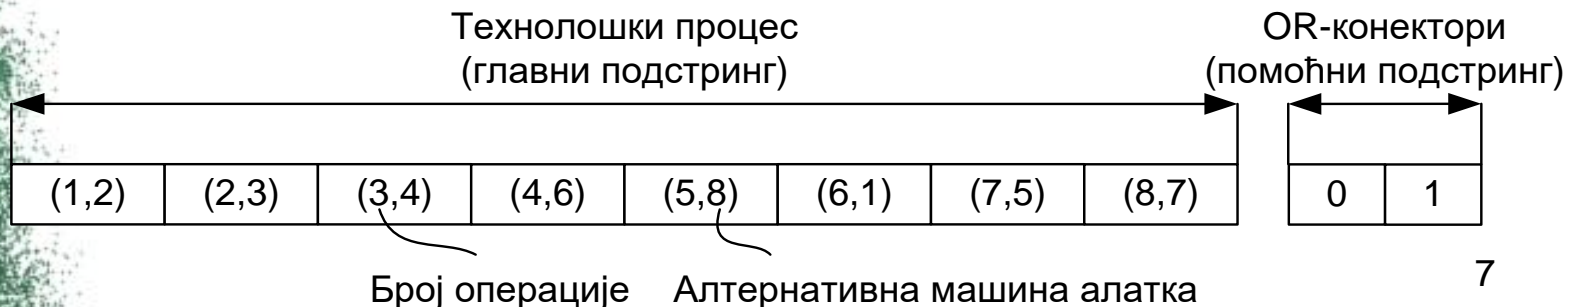 Технолошки процес
(главни подстринг)
OR-конектори
(помоћни подстринг)
(1,2) (2,3) (3,4) (4,6) (5,8) (6,1) (7,5) (8,7) 0 1
Број операције Алтернативна машина алатка
7